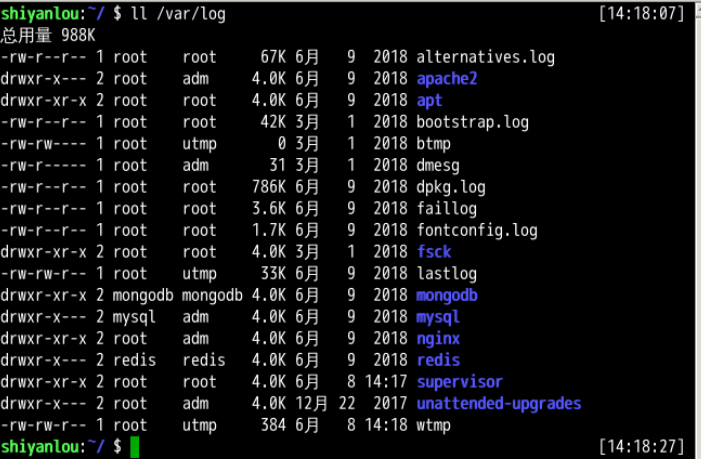 shiyanlou:~/ $ ll /var/log [14:18:07]
总用量 988K
-rw-r--r-- 1 root    root     67K 6月   9  2018 alternatives.log
drwxr-x--- 2 root    adm     4.0K 6月   9  2018 apache2
drwxr-xr-x 2 root    root    4.0K 6月   9  2018 apt
-rw-r--r-- 1 root    root     42K 3月   1  2018 bootstrap.log
-rw-rw---- 1 root    utmp       0 3月   1  2018 btmp
-rw-r----- 1 root    adm       31 3月   1  2018 dmesg
-rw-r--r-- 1 root    root    786K 6月   9  2018 dpkg.log
-rw-r--r-- 1 root    root    3.6K 6月   9  2018 faillog
-rw-r--r-- 1 root    root    1.7K 6月   9  2018 fontconfig.log
drwxr-xr-x 2 root    root    4.0K 3月   1  2018 fsck
-rw-rw-r-- 1 root    utmp     33K 6月   9  2018 lastlog
drwxr-xr-x 2 mongodb mongodb 4.0K 6月   9  2018 mongodb
drwxr-x--- 2 mysql   adm     4.0K 6月   9  2018 mysql
drwxr-xr-x 2 root    adm     4.0K 6月   9  2018 nginx
drwxr-x--- 2 redis   redis   4.0K 6月   9  2018 redis
drwxr-xr-x 2 root    root    4.0K 6月   8 14:17 supervisor
drwxr-x--- 2 root    adm     4.0K 12月 22  2017 unattended-upgrades
-rw-rw-r-- 1 root    utmp     384 6月   8 14:18 wtmp
shiyanlou:~/ $ [14:18:27]